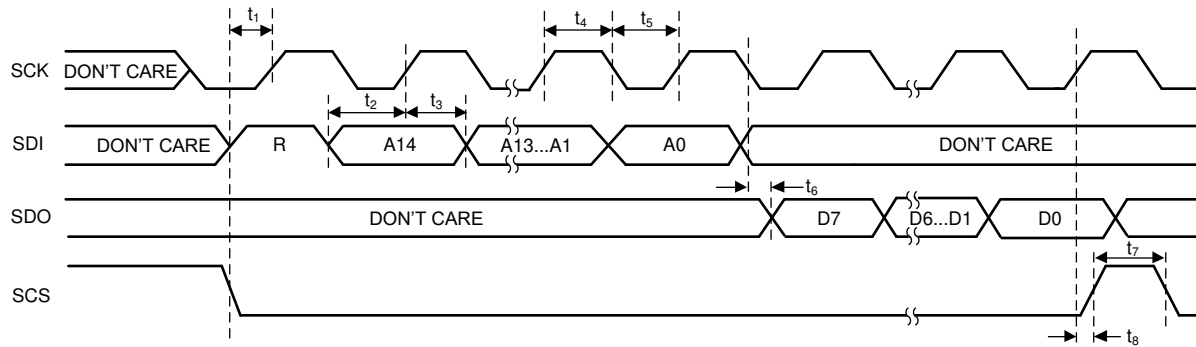 t1 t4 t5
SCK DON'T CARE
t2 t3
SDI DON'T CARE R A14 A13...A1 A0 DON'T CARE
t6
SDO DON'T CARE D7 D6...D1 D0
t7
SCS
t8